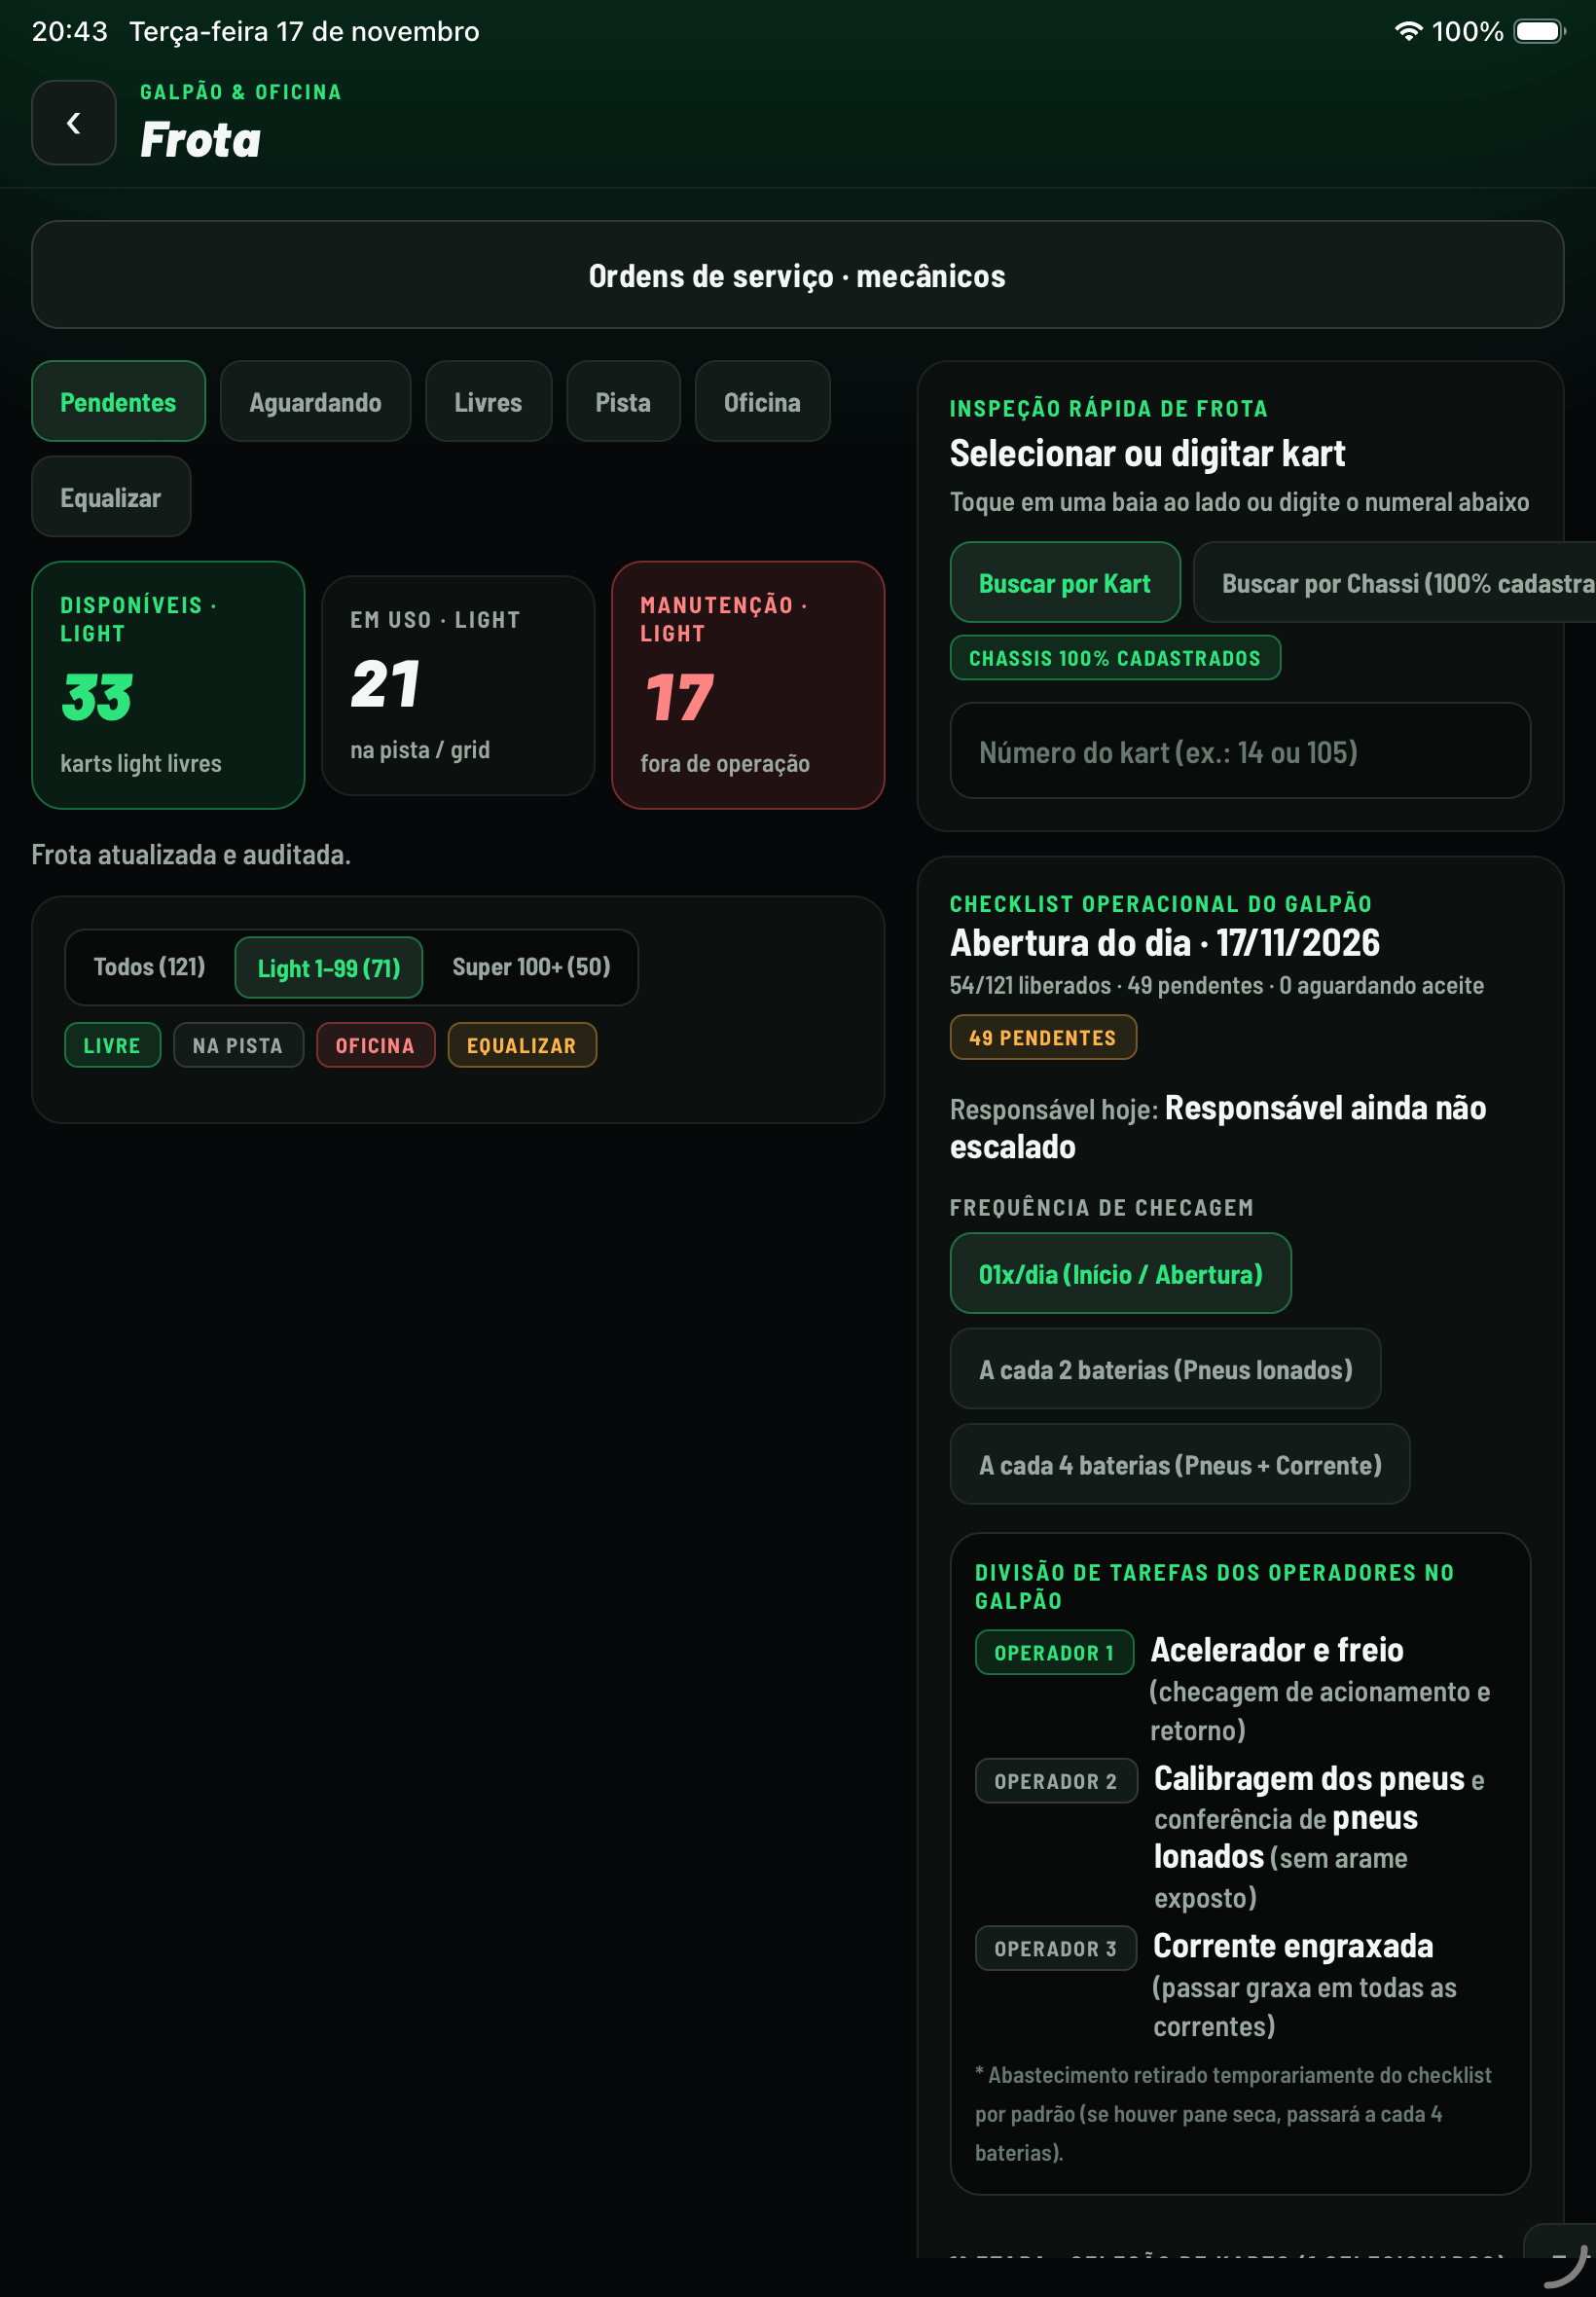 20:43 Terça-feira 17 de novembro
100%
GALPÃO & OFICINA
Frota
Ordens de serviço · mecânicos
Pendentes
Aguardando
Livres
Pista
Oficina
Equalizar
DISPONÍVEIS ·
LIGHT
33
karts light livres
EM USO · LIGHT
21
na pista / grid
MANUTENÇÃO ·
LIGHT
17
fora de operação
Frota atualizada e auditada.
Todos (121)
Light 1–99 (71)
Super 100+ (50)
LIVRE
NA PISTA
OFICINA
EQUALIZAR
INSPEÇÃO RÁPIDA DE FROTA
Selecionar ou digitar kart
Toque em uma baia ao lado ou digite o numeral abaixo
Buscar por Kart
Buscar por Chassi (100% cadastra
CHASSIS 100% CADASTRADOS
Número do kart (ex.: 14 ou 105)
CHECKLIST OPERACIONAL DO GALPÃO
Abertura do dia · 17/11/2026
54/121 liberados · 49 pendentes · 0 aguardando aceite
49 PENDENTES
Responsável hoje: Responsável ainda não
escalado
FREQUÊNCIA DE CHECAGEM
01x/dia (Início / Abertura)
A cada 2 baterias (Pneus lonados)
A cada 4 baterias (Pneus + Corrente)
DIVISÃO DE TAREFAS DOS OPERADORES NO
GALPÃO
OPERADOR 1
Acelerador e freio
(checagem de acionamento e
retorno)
OPERADOR 2
Calibragem dos pneus e
conferência de pneus
lonados (sem arame
exposto)
OPERADOR 3
Corrente engraxada
(passar graxa em todas as
correntes)
* Abastecimento retirado temporariamente do checklist
por padrão (se houver pane seca, passará a cada 4
baterias).